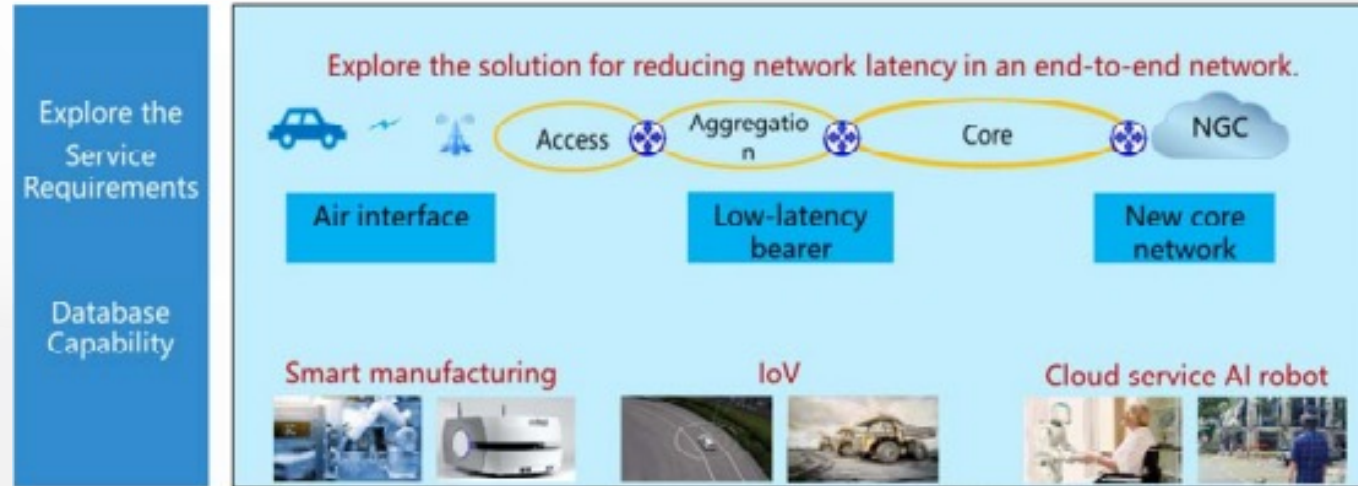 Explore the
Service
Requirements
Database
Capability
Explore the solution for reducing network latency in an end-to-end network.
Access
Aggregatio
n
Core
NGC
Air interface
Low-latency
bearer
New core
network
Smart manufacturing
IoV
Cloud service AI robot